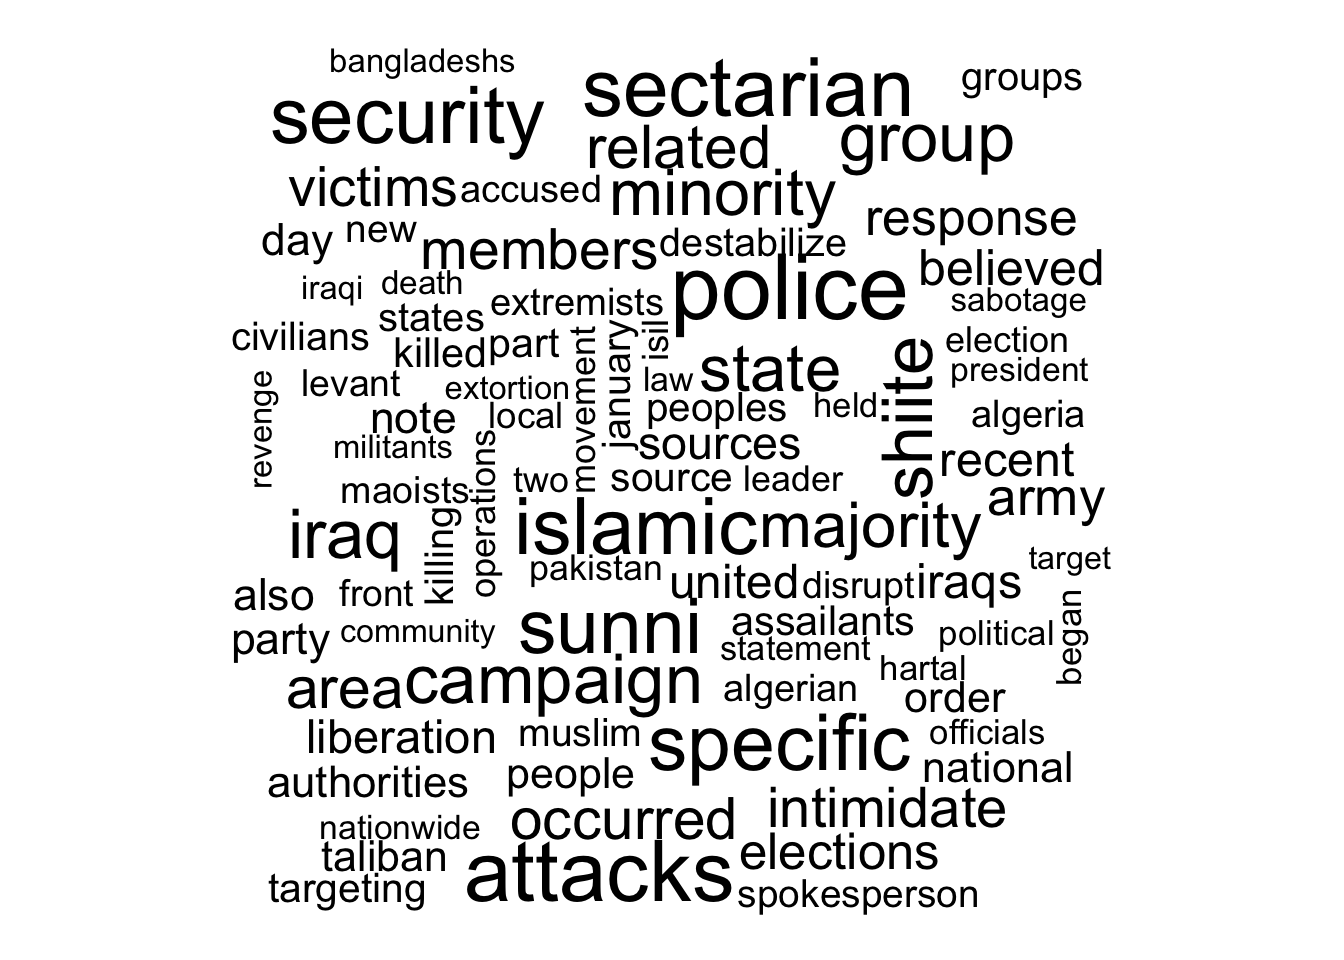 bangladeshs
sectarian
groups
security
related
group
victims
accused
minority
response
day
new
members
destabilize
believed
iraqi
death
extremists
police
sabotage
civilians
states
killed
part
movement
january
isil
state
shiite
election
president
revenge
levant
extortion
law
note
local
peoples
held
algeria
militants
operations
sources
recent
maoists
two
source
leader
army
iraq
killing
islamic
majority
target
pakistan
united
disrupt
iraqs
also
front
began
party
community
sunni
assailants
political
statement
hartal
area
campaign
algerian
order
liberation
muslim
specific
officials
authorities
people
national
nationwide
occurred
intimidate
taliban
attacks
elections
targeting
spokesperson